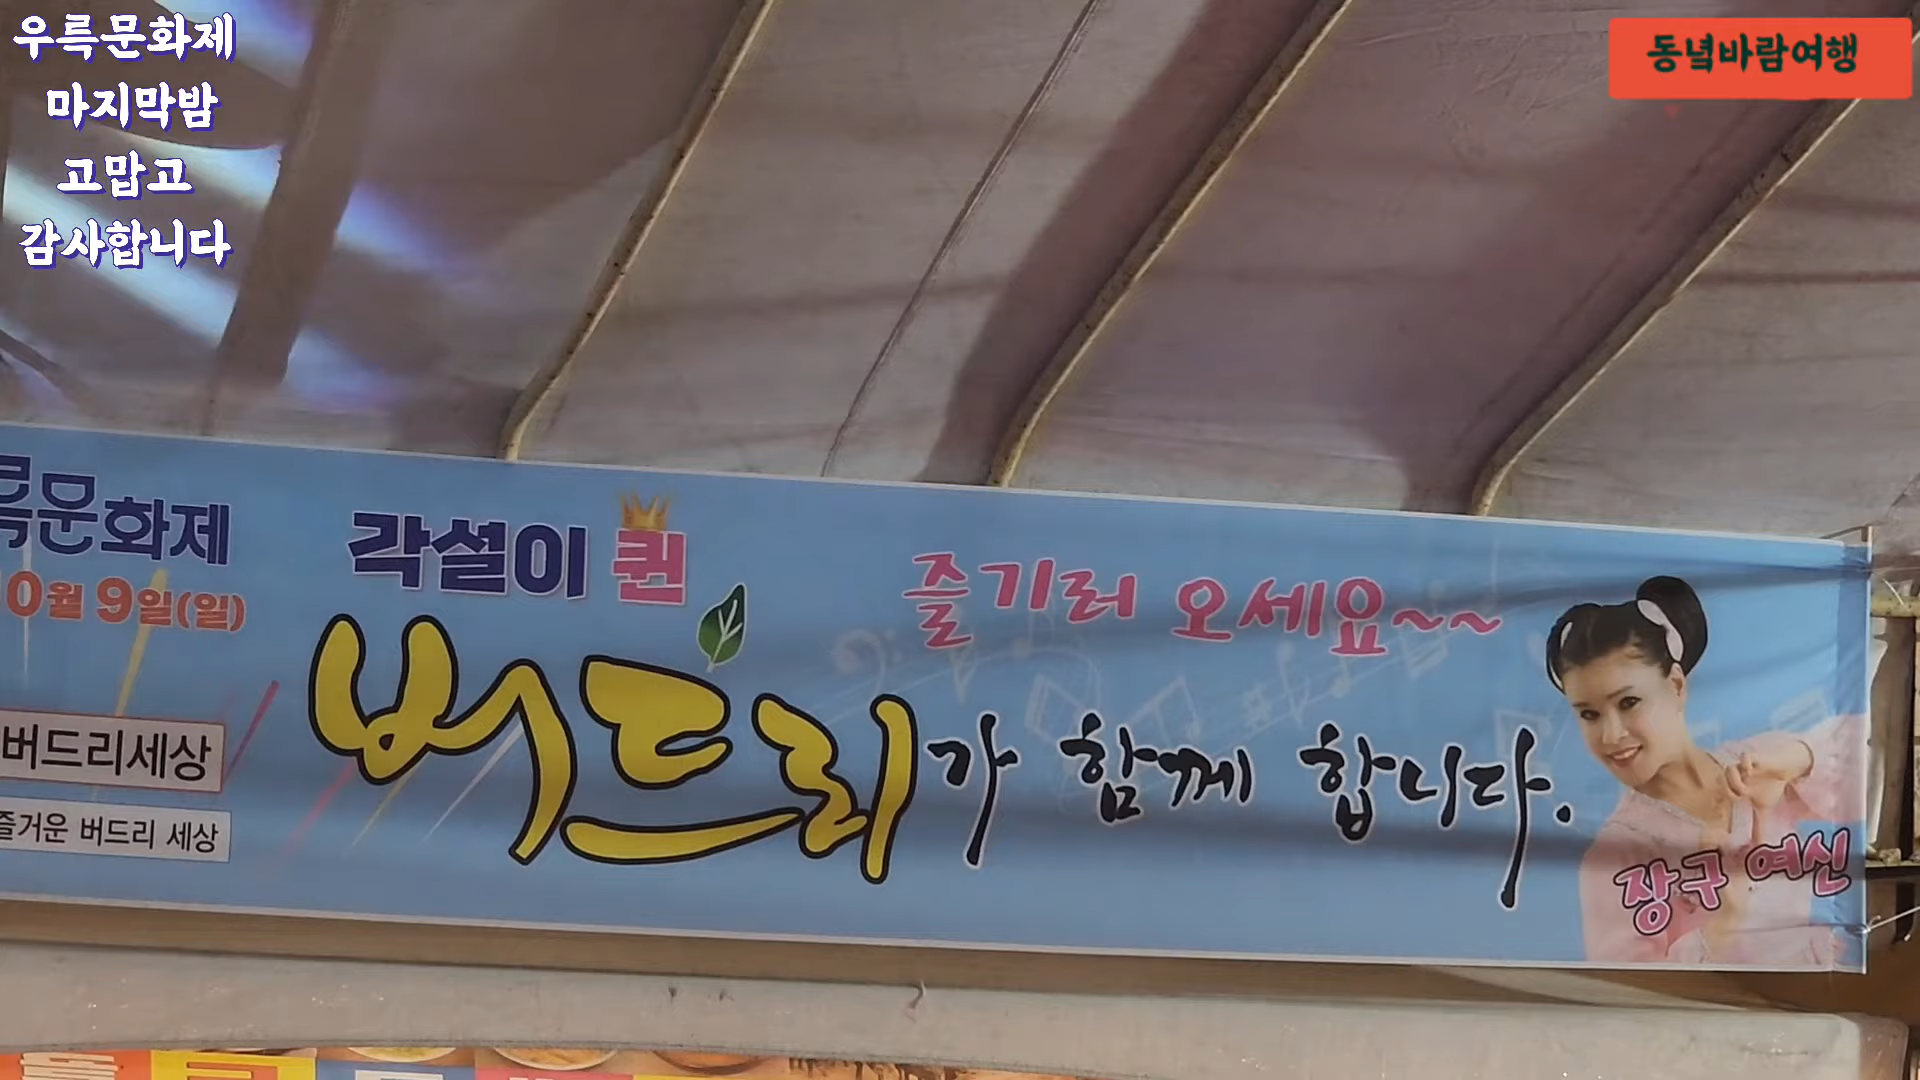 우륵문화제
마지막밤
고맙고
감사합니다
동녘바람여행
륵문화제
10월 9일(일)
버드리세상
즐거운 버드리 세상
각설이 퀸
버드리가 함께 합니다.
즐기러 오세요~~
장구 여신